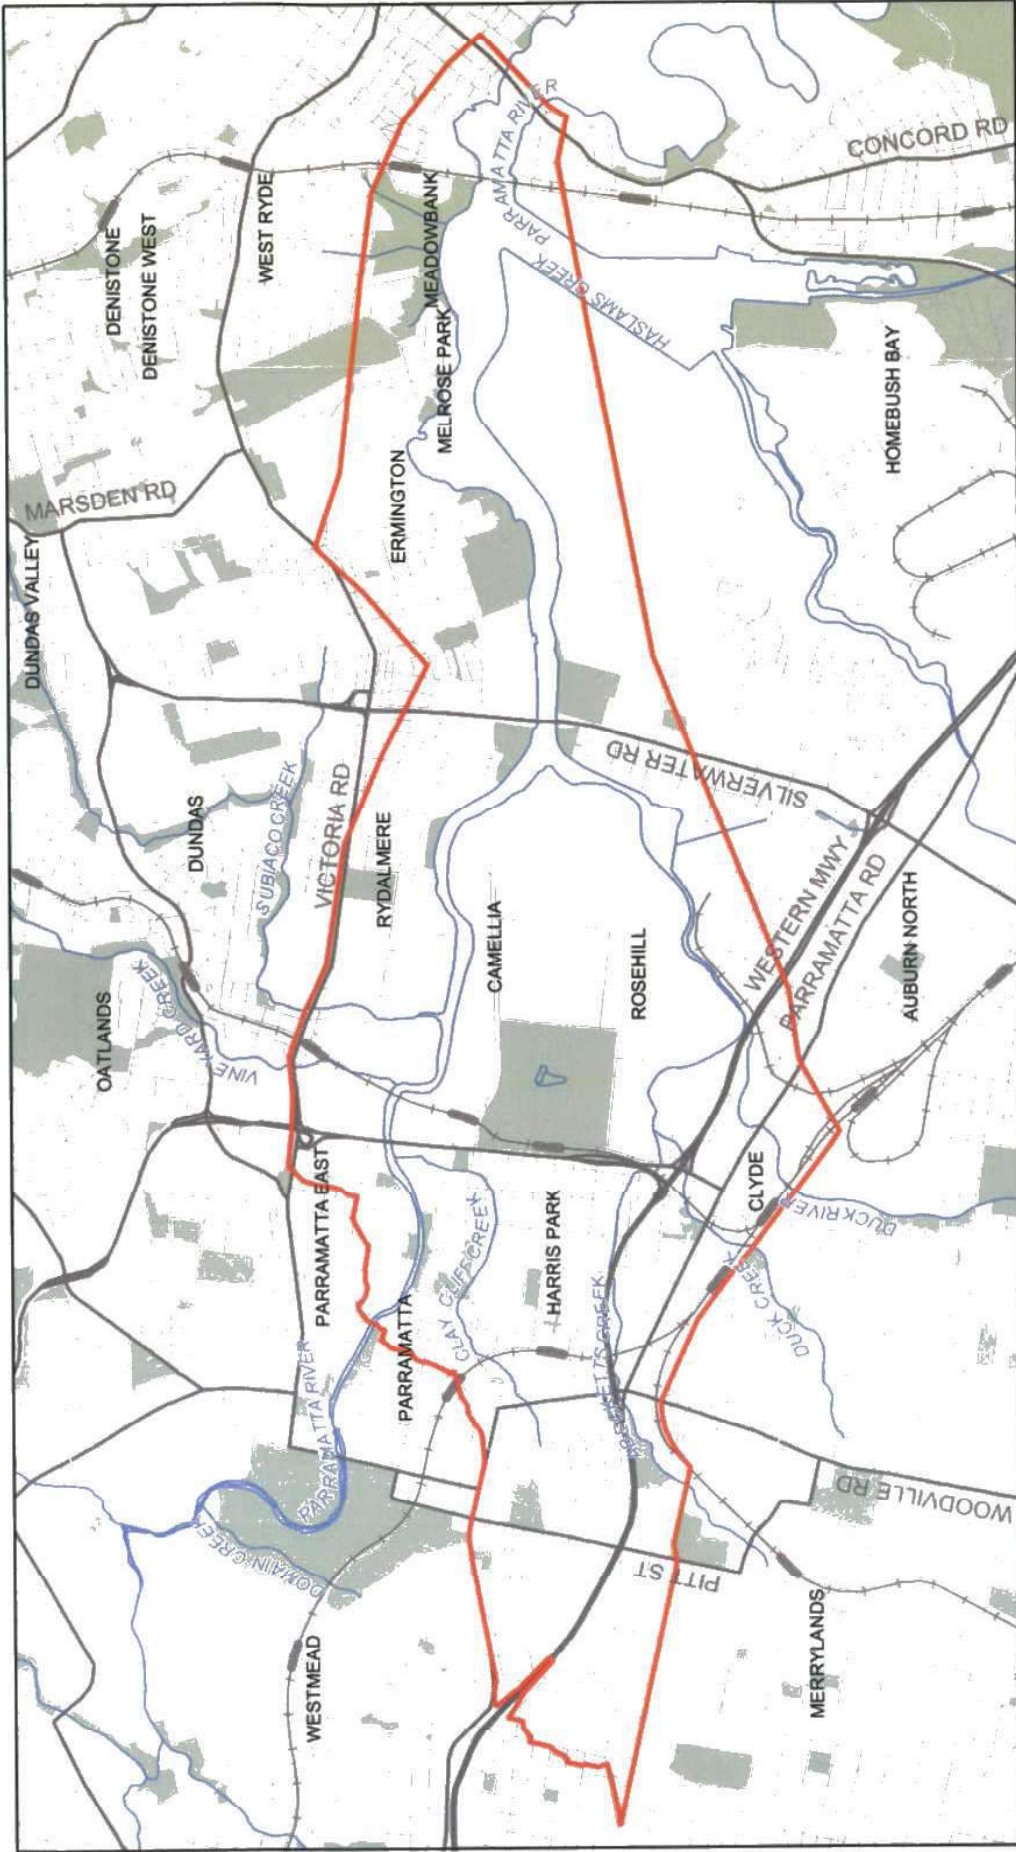 DUNDAS VALLEY
MARSDEN RD
DENISTONE
DENISTONE WEST
WEST RYDE
CONCORD RD
OATLANDS
DUNDAS
SUBIACO CREEK
VICTORIA RD
VINEYARD CREEK
RYDALMERE
ERMINGTON
MELROSE PARK
MEADOWBANK
PARRAMATTA RIVER
HASLAMS CREEK
HOMEBUSH BAY
CAMELLIA
ROSEHILL
SILVERWATER RD
WESTERN MWY
PARRAMATTA RD
AUBURN NORTH
PARRAMATTA EAST
PARRAMATTA
PARRAMATTA RIVER
CLAY CLIFF CREEK
HARRIS PARK
CLYDE
DUCK RIVER
DUCK CREEK
CREEK
DOMAIN CREEK
WESTMEAD
PITT ST
WOODVILLE RD
MERRYLANDS